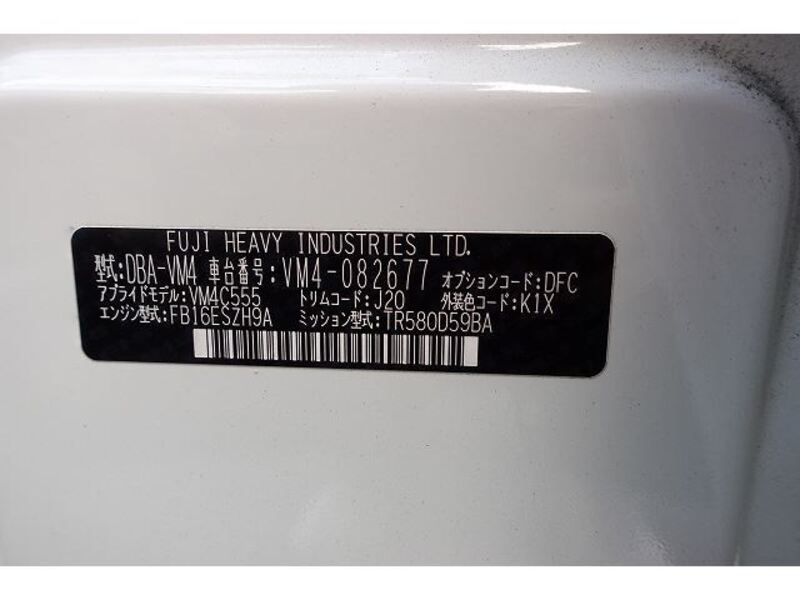 FUJI HEAVY INDUSTRIES LTD.
型式:DBA-VM4 車台番号:VM4-082677 オプションコード:DFC
アプライドモデル:VM4C555 トリムコード:J20 外装色コード:K1X
エンジン型式:FB16ESZH9A ミッション型式:TR580D59BA